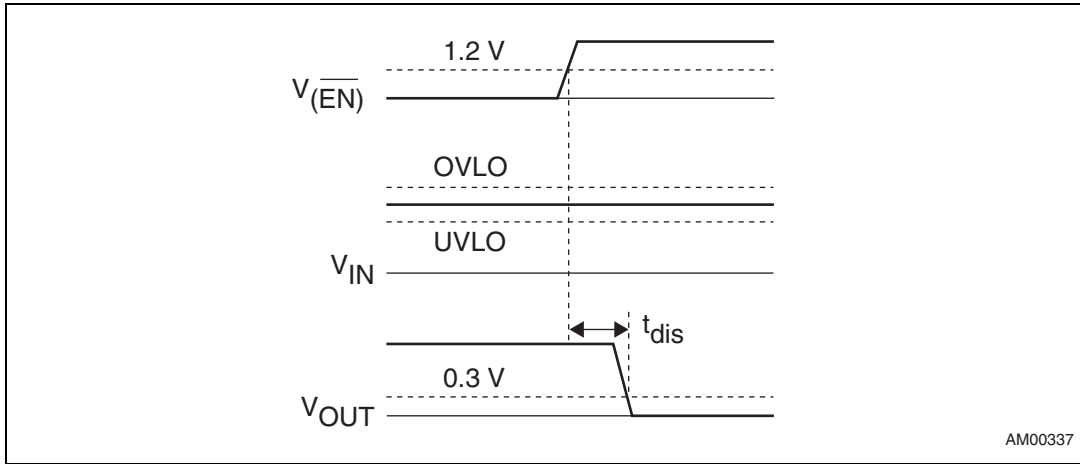 1.2 V
V(EN)
OVLO
UVLO
VIN
tdis
0.3 V
VOUT
AM00337